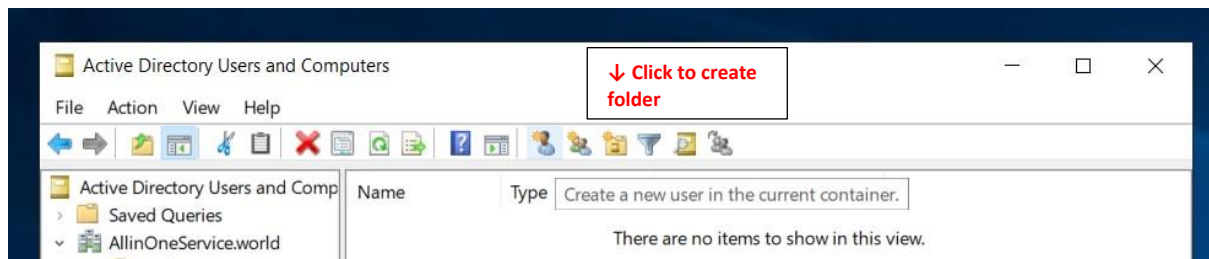 Active Directory Users and Computers
↓ Click to create
folder
File Action View Help
Active Directory Users and Comp
Name Type
Create a new user in the current container.
Saved Queries
AllinOneService.world
There are no items to show in this view.